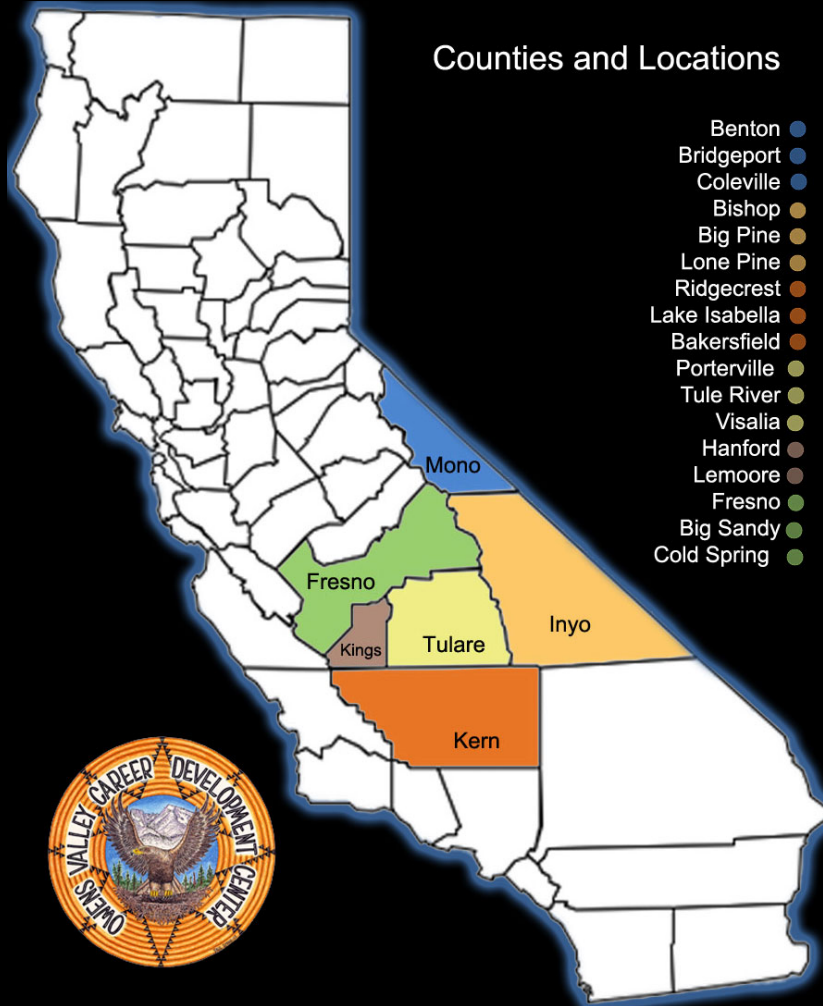 Counties and Locations
Benton
Bridgeport
Coleville
Bishop
Big Pine
Lone Pine
Ridgecrest
Lake Isabella
Bakersfield
Porterville
Tule River
Visalia
Hanford
Lemoore
Fresno
Big Sandy
Cold Spring
Mono
Fresno
Inyo
Kings
Tulare
Kern
OWENS VALLEY CAREER DEVELOPMENT CENTER